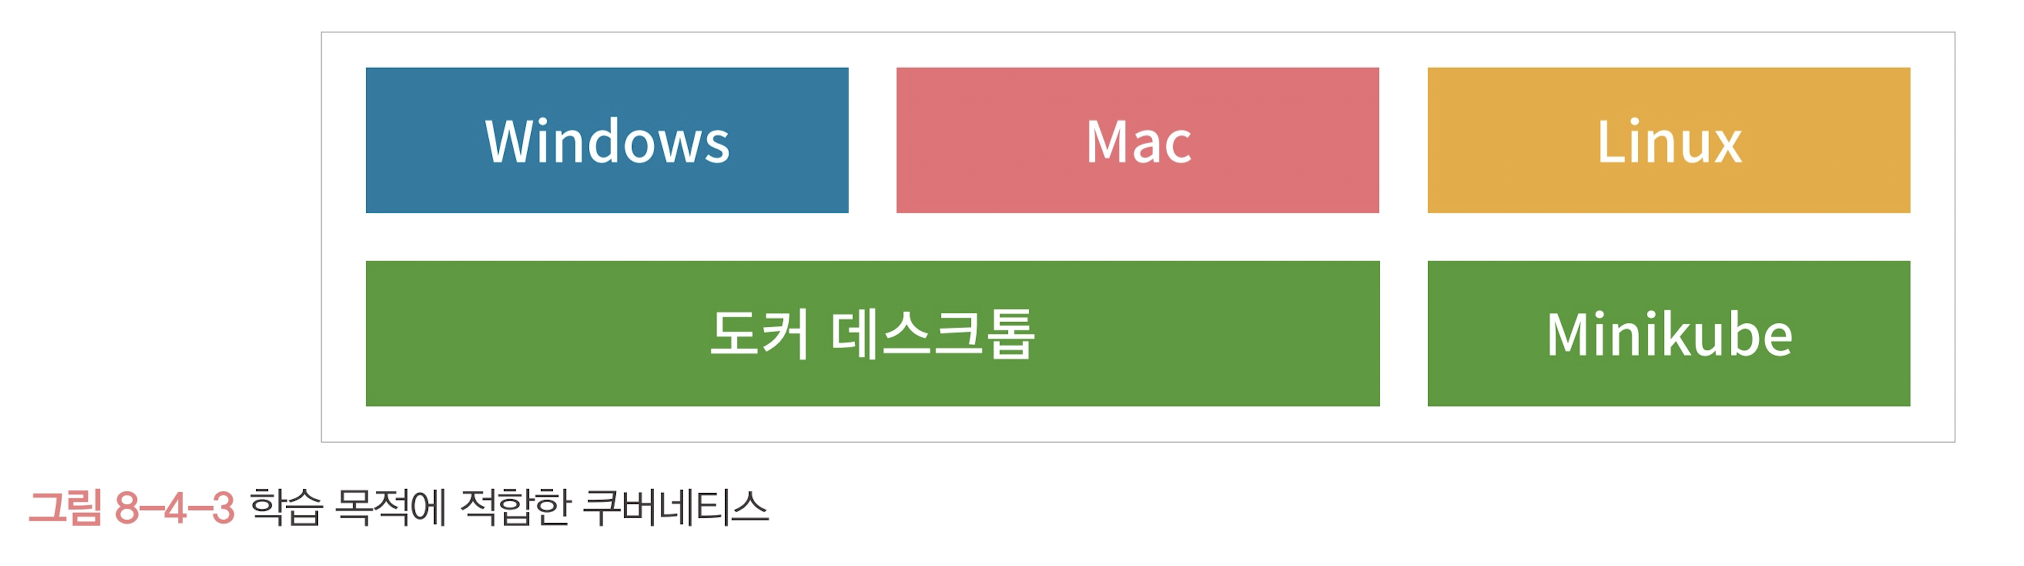 Windows
Mac
Linux
도커 데스크톱
Minikube
그림 8-4-3 학습 목적에 적합한 쿠버네티스